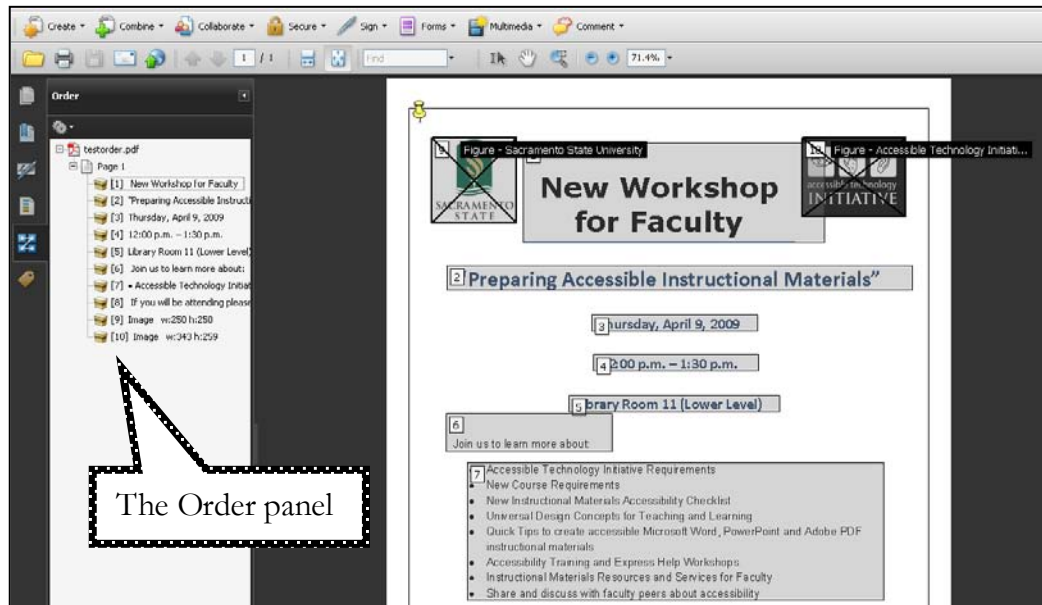 Create Combine Collaborate Secure Sign Forms Multimedia Comment
1 / 1 Find 71.4%
Order
testorder.pdf
Page 1
[1] New Workshop for Faculty
[2] "Preparing Accessible Instructi
[3] Thursday, April 9, 2009
[4] 12:00 p.m. – 1:30 p.m.
[5] Library Room 11 (Lower Level)
[6] Join us to learn more about:
[7] • Accessible Technology Initiat
[8] If you will be attending please
[9] Image w:250 h:250
[10] Image w:343 h:259
The Order panel
9 Figure - Sacramento State University
SACRAMENTO
STATE
10 Figure - Accessible Technology Initiati...
accessible technology
INITIATIVE
New Workshop
for Faculty
2 "Preparing Accessible Instructional Materials”
3 hursday, April 9, 2009
4 2:00 p.m. – 1:30 p.m.
5 brary Room 11 (Lower Level)
6
Join us to learn more about:
7 Accessible Technology Initiative Requirements
• New Course Requirements
• New Instructional Materials Accessibility Checklist
• Universal Design Concepts for Teaching and Learning
• Quick Tips to create accessible Microsoft Word, PowerPoint and Adobe PDF
instructional materials
• Accessibility Training and Express Help Workshops
• Instructional Materials Resources and Services for Faculty
• Share and discuss with faculty peers about accessibility